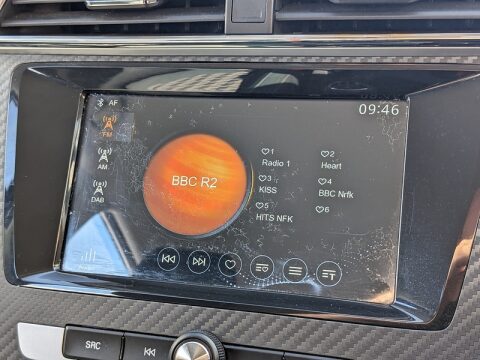 AF
09:46
FM
AM
DAB
BBC R2
1
Radio 1
2
Heart
3
KISS
4
BBC Nrfk
5
HITS NFK
6
SRC